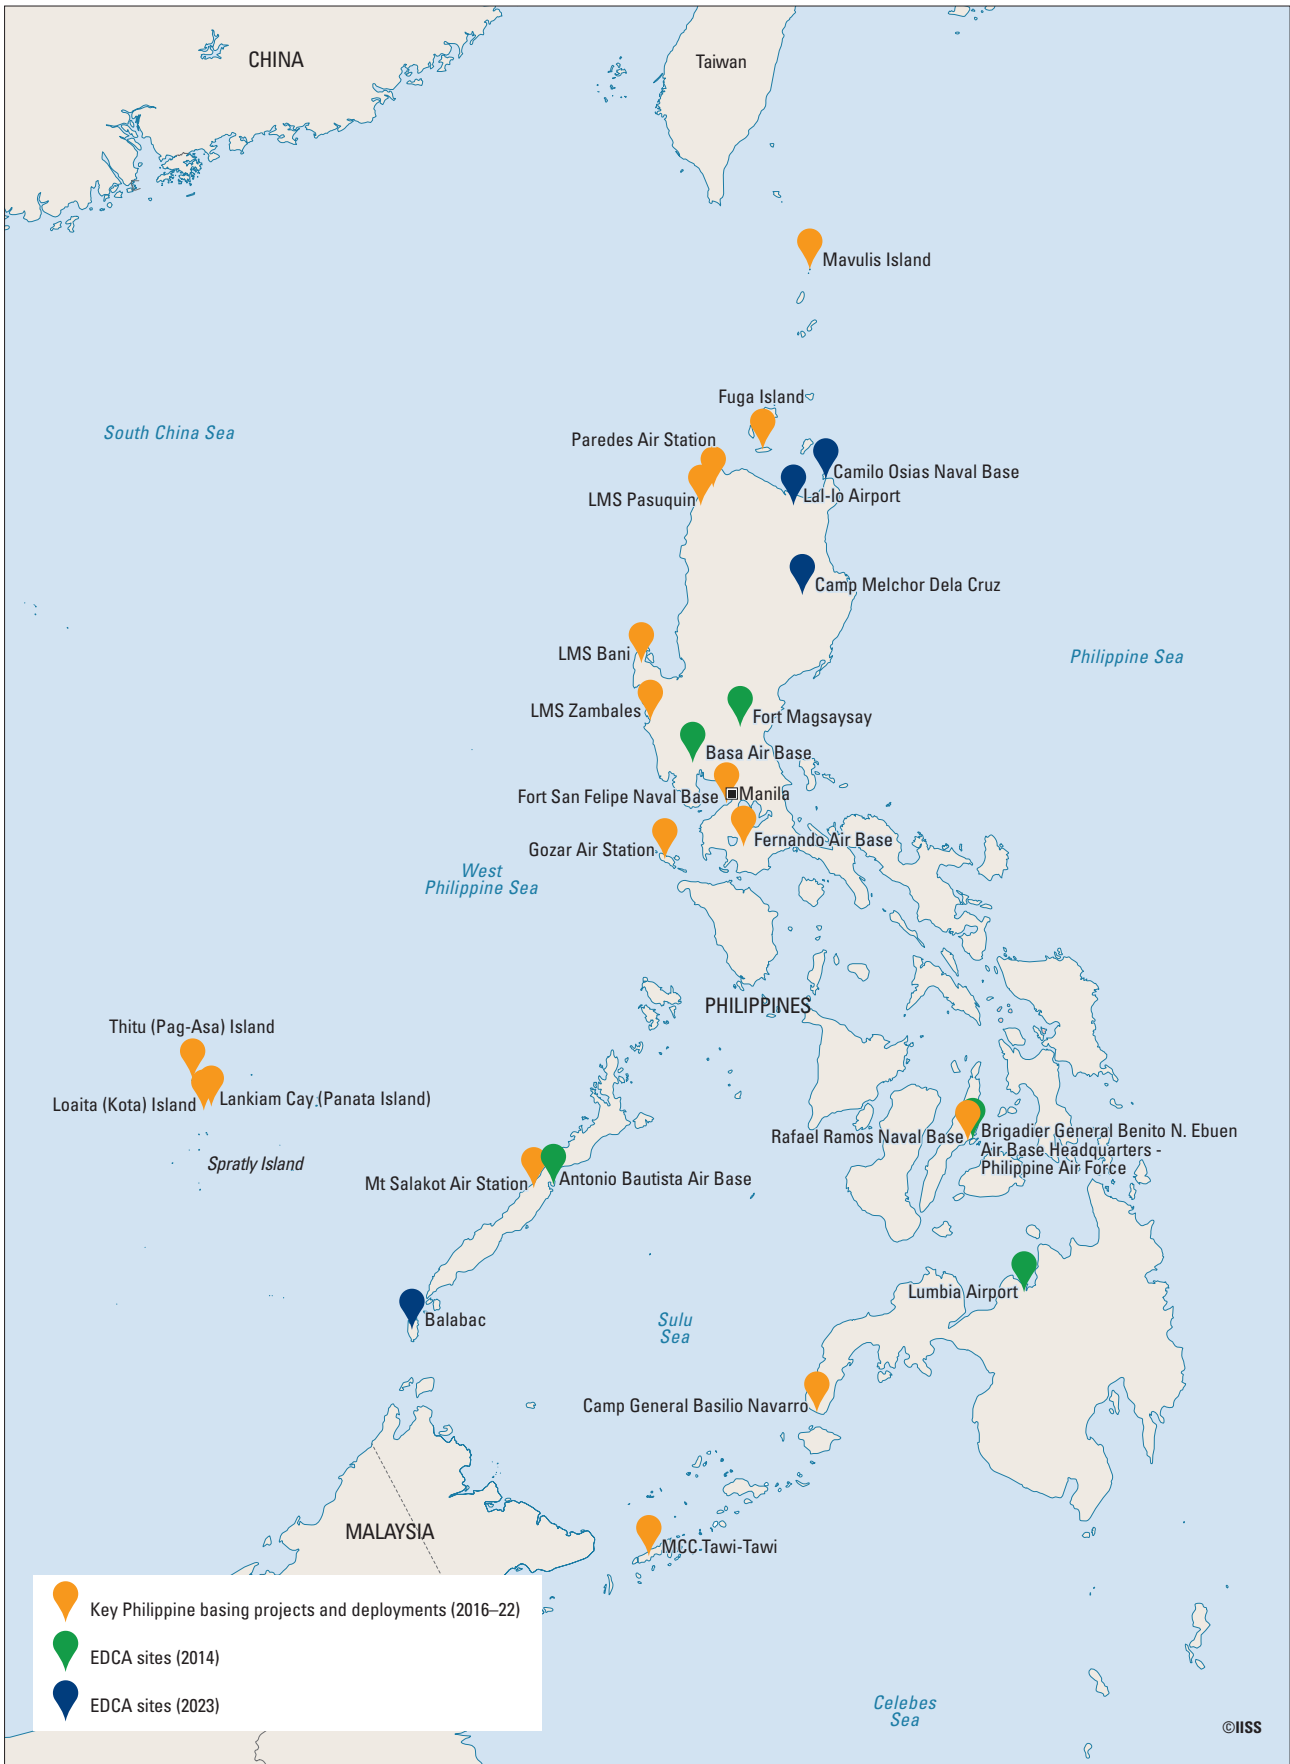 CHINA
Taiwan
Mavulis Island
Fuga Island
South China Sea
Paredes Air Station
Camilo Osias Naval Base
LMS Pasuquin
Lal-lo Airport
Camp Melchor Dela Cruz
LMS Bani
Philippine Sea
LMS Zambales
Fort Magsaysay
Basa Air Base
Fort San Felipe Naval Base
Manila
Fernando Air Base
Gozar Air Station
West
Philippine Sea
PHILIPPINES
Thitu (Pag-Asa) Island
Loaita (Kota) Island
Lankiam Cay (Panata Island)
Rafael Ramos Naval Base
Brigadier General Benito N. Ebuen
Air Base Headquarters -
Philippine Air Force
Spratly Island
Mt Salakot Air Station
Antonio Bautista Air Base
Lumbia Airport
Balabac
Sulu
Sea
Camp General Basilio Navarro
MALAYSIA
MCC Tawi-Tawi
Key Philippine basing projects and deployments (2016–22)
EDCA sites (2014)
EDCA sites (2023)
Celebes
Sea
©IISS